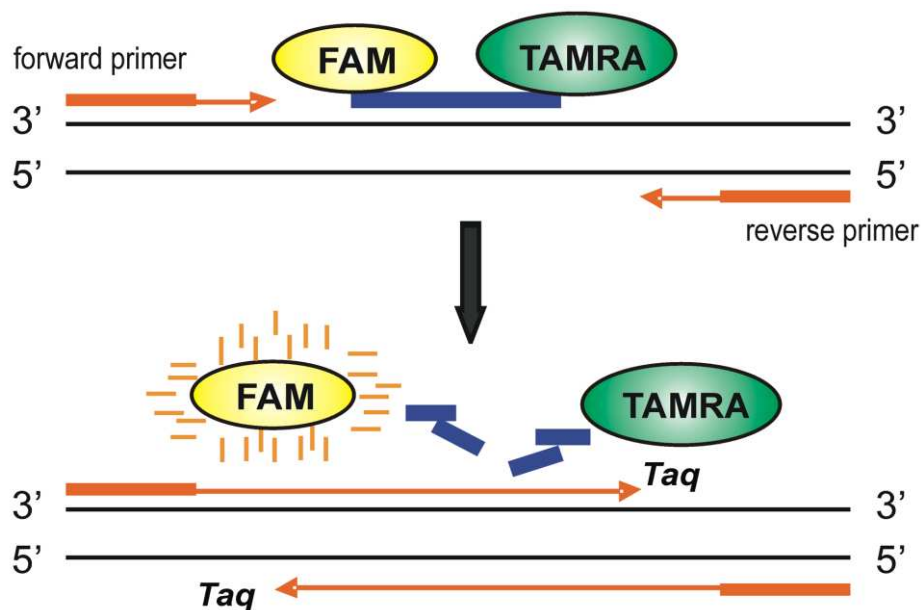 forward primer
FAM
TAMRA
3’ 3’
5’ 5’
reverse primer
FAM
TAMRA
Taq
3’ 3’
5’ 5’
Taq